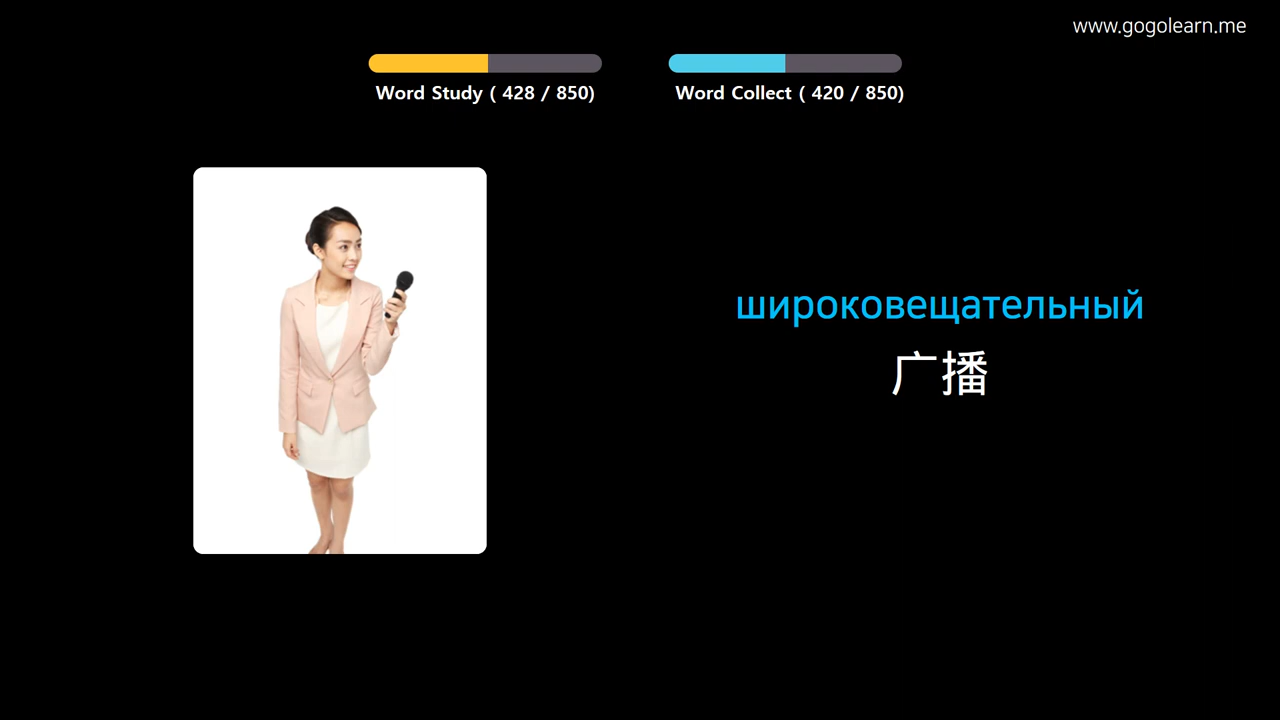 www.gogolearn.me
Word Study ( 428 / 850)
Word Collect ( 420 / 850)
широковещательный
广播